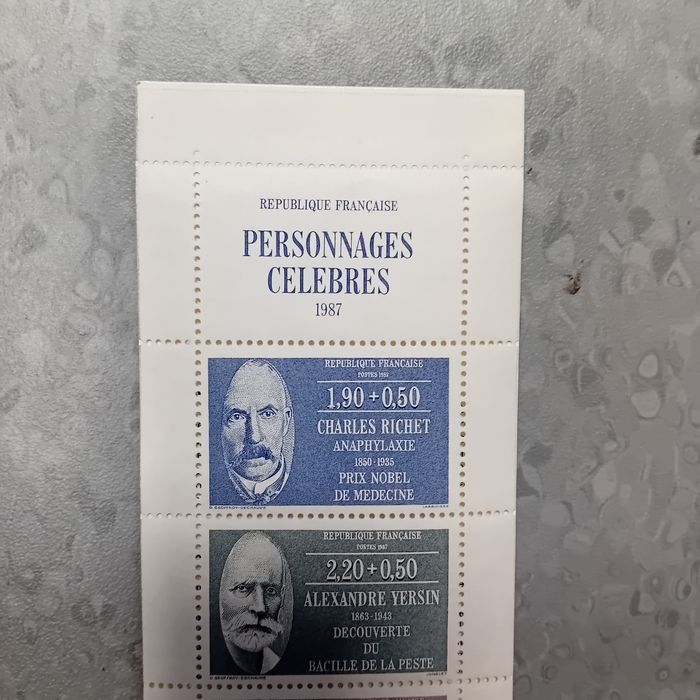 REPUBLIQUE FRANÇAISE
PERSONNAGES
CELEBRES
1987
REPUBLIQUE FRANÇAISE
POSTES 1987
1,90 + 0,50
CHARLES RICHET
ANAPHYLAXIE
1850-1935
PRIX NOBEL
DE MEDECINE
REPUBLIQUE FRANÇAISE
POSTES 1987
2,20 + 0,50
ALEXANDRE YERSIN
1863-1943
DECOUVERTE
DU
BACILLE DE LA PESTE
JUMELET